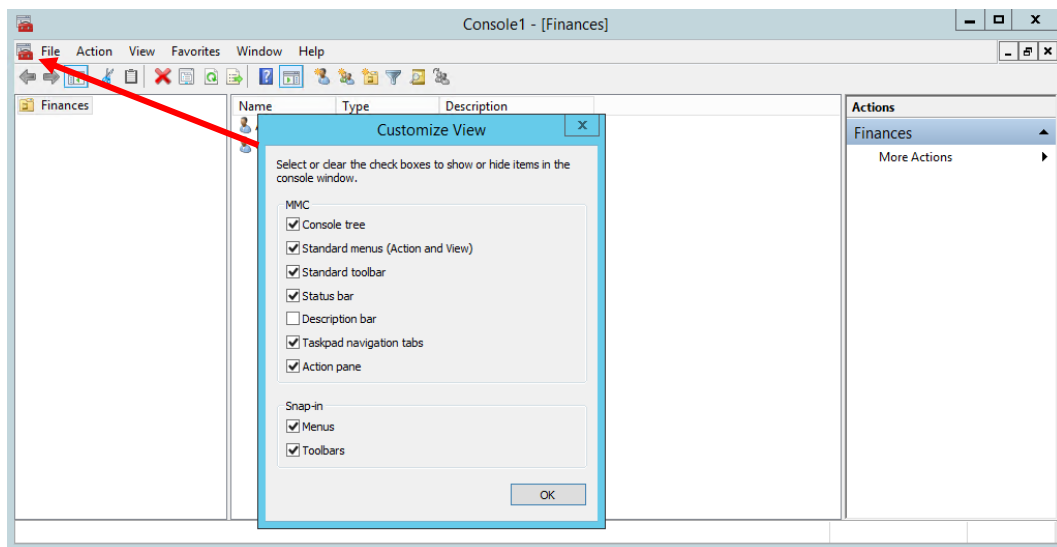 Console1 - [Finances]
File Action View Favorites Window Help
Finances
Name Type Description
Customize View
Select or clear the check boxes to show or hide items in the
console window.
MMC
Console tree
Standard menus (Action and View)
Standard toolbar
Status bar
Description bar
Taskpad navigation tabs
Action pane
Snap-in
Menus
Toolbars
OK
Actions
Finances
More Actions